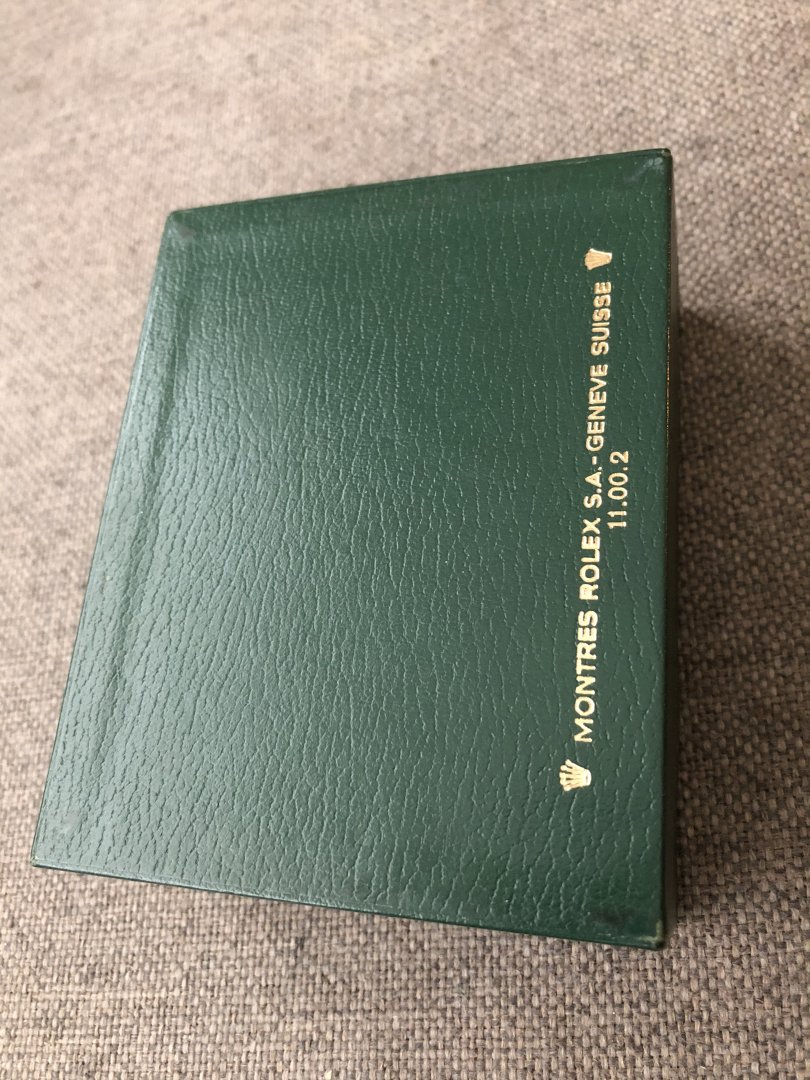 MONTRES ROLEX S.A.-GENEVE SUISSE
11.00.2